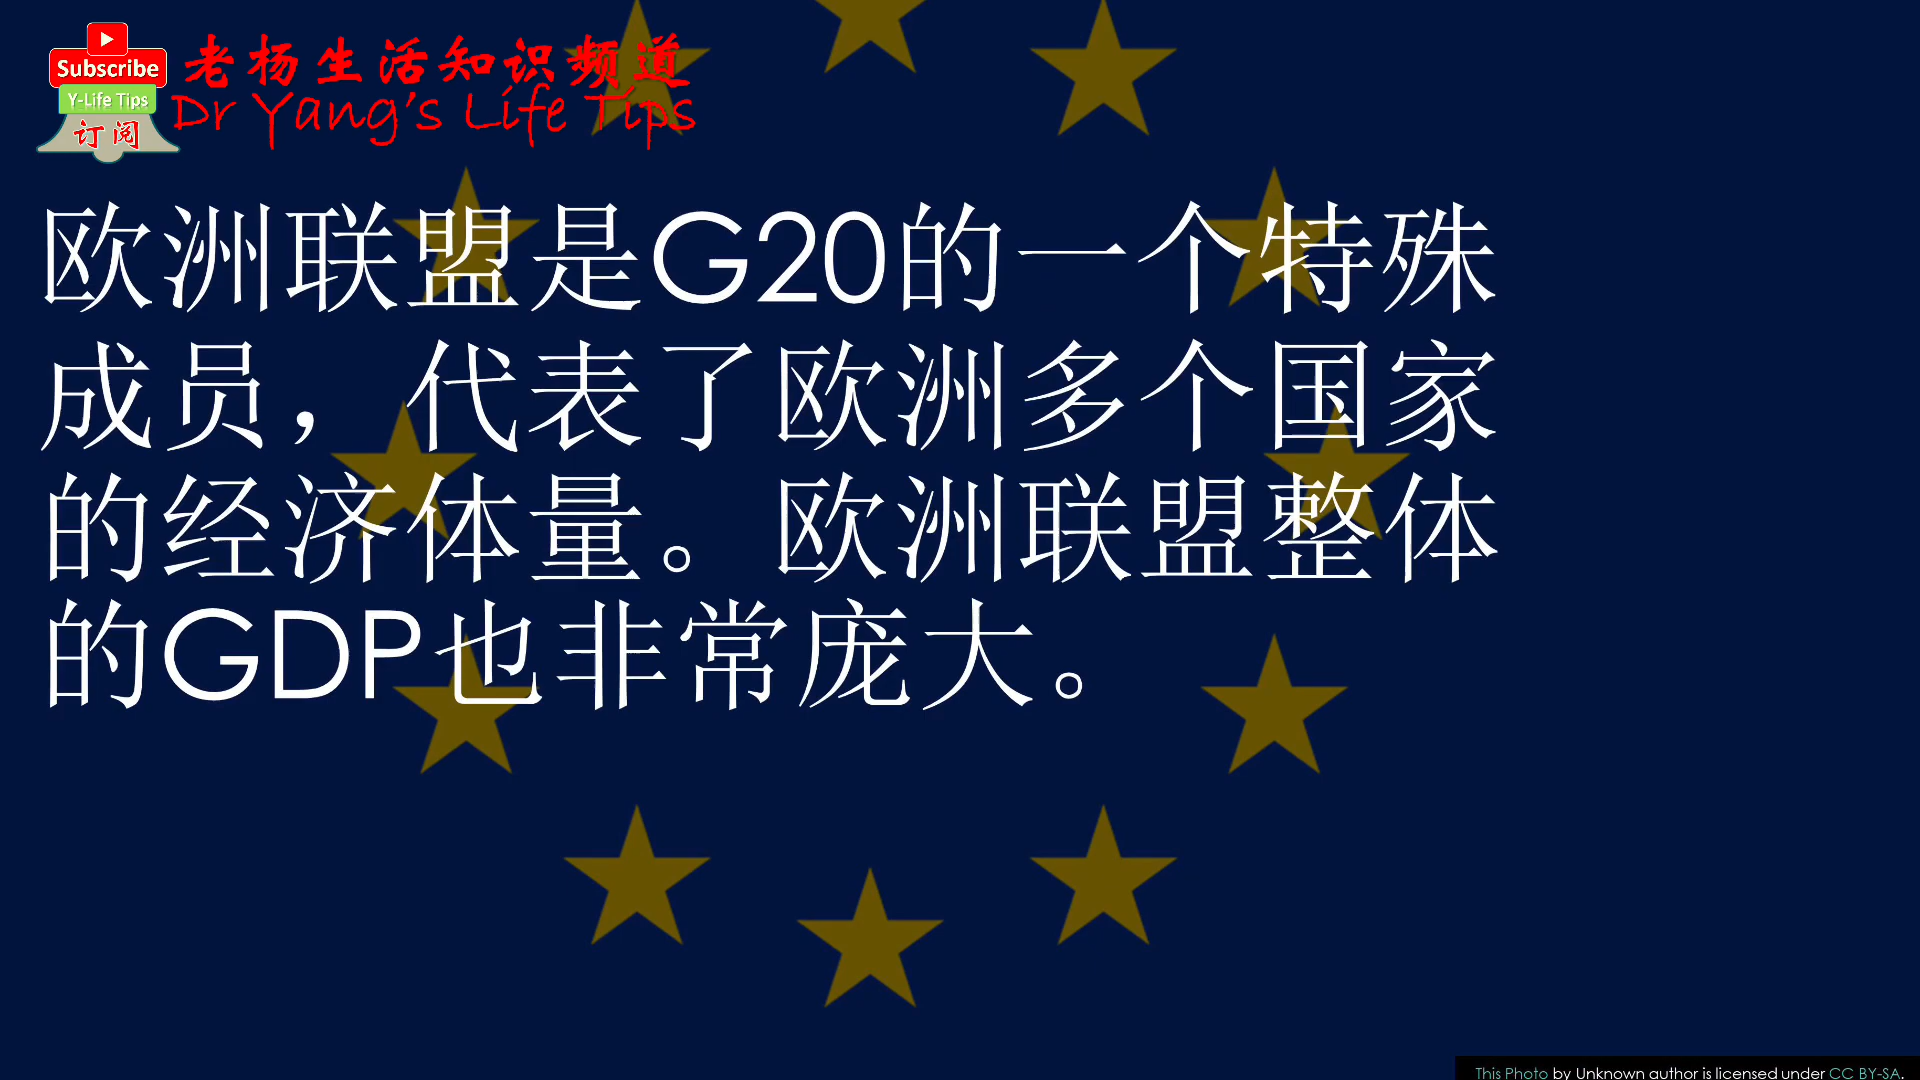 Subscribe
Y-Life Tips
订阅
老杨生活知识频道
Dr Yang's Life Tips
欧洲联盟是G20的一个特殊
成员，代表了欧洲多个国家
的经济体量。欧洲联盟整体
的GDP也非常庞大。
This Photo by Unknown author is licensed under CC BY-SA.